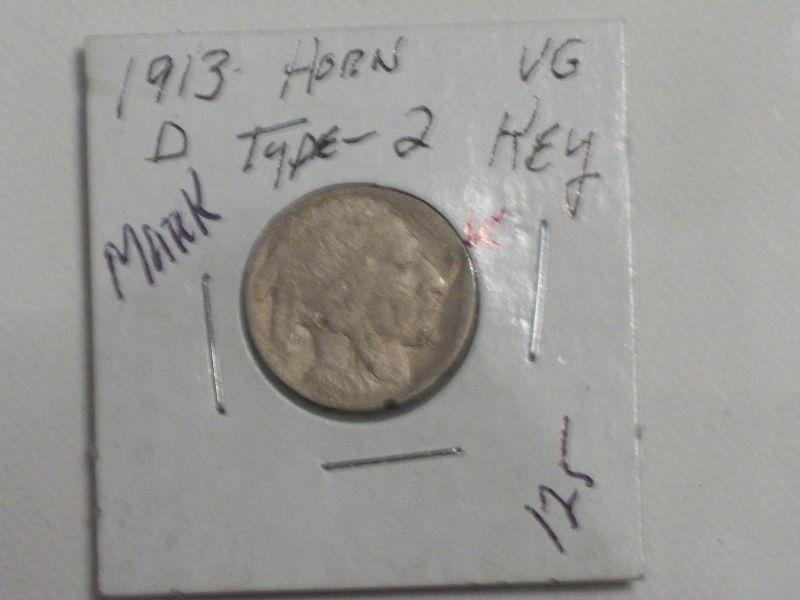 1913 HORN VG
D TYPE-2 KEY
MARK
125